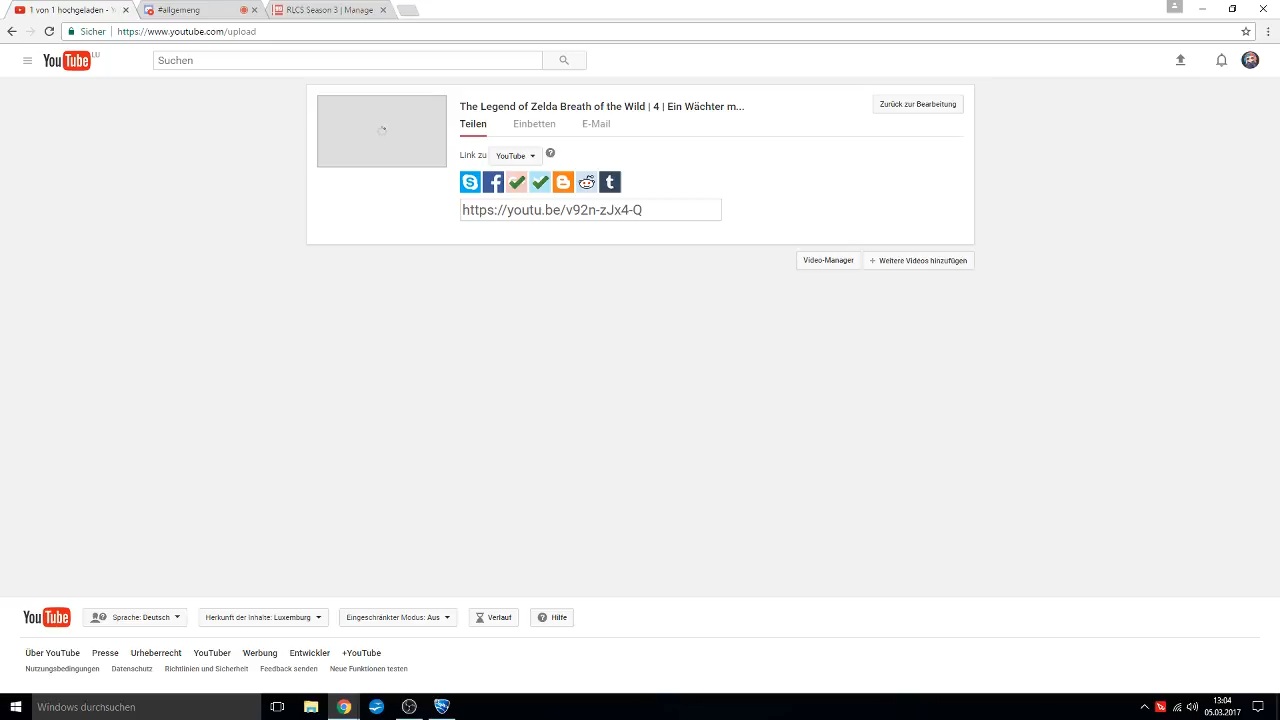 1 von 1 hochgeladen - Y
#allgemeng
RLCS Season 3 | Manage
Sicher
https://www.youtube.com/upload
YouTube LU
Suchen
The Legend of Zelda Breath of the Wild | 4 | Ein Wächter m...
Zurück zur Bearbeitung
Teilen Einbetten E-Mail
Link zu YouTube
https://youtu.be/v92n-zJx4-Q
Video-Manager
+ Weitere Videos hinzufügen
YouTube
Sprache: Deutsch
Herkunft der Inhalte: Luxemburg
Eingeschränkter Modus: Aus
Verlauf
Hilfe
Über YouTube Presse Urheberrecht YouTuber Werbung Entwickler +YouTube
Nutzungsbedingungen Datenschutz Richtlinien und Sicherheit Feedback senden Neue Funktionen testen
Windows durchsuchen
13:04
05.03.2017